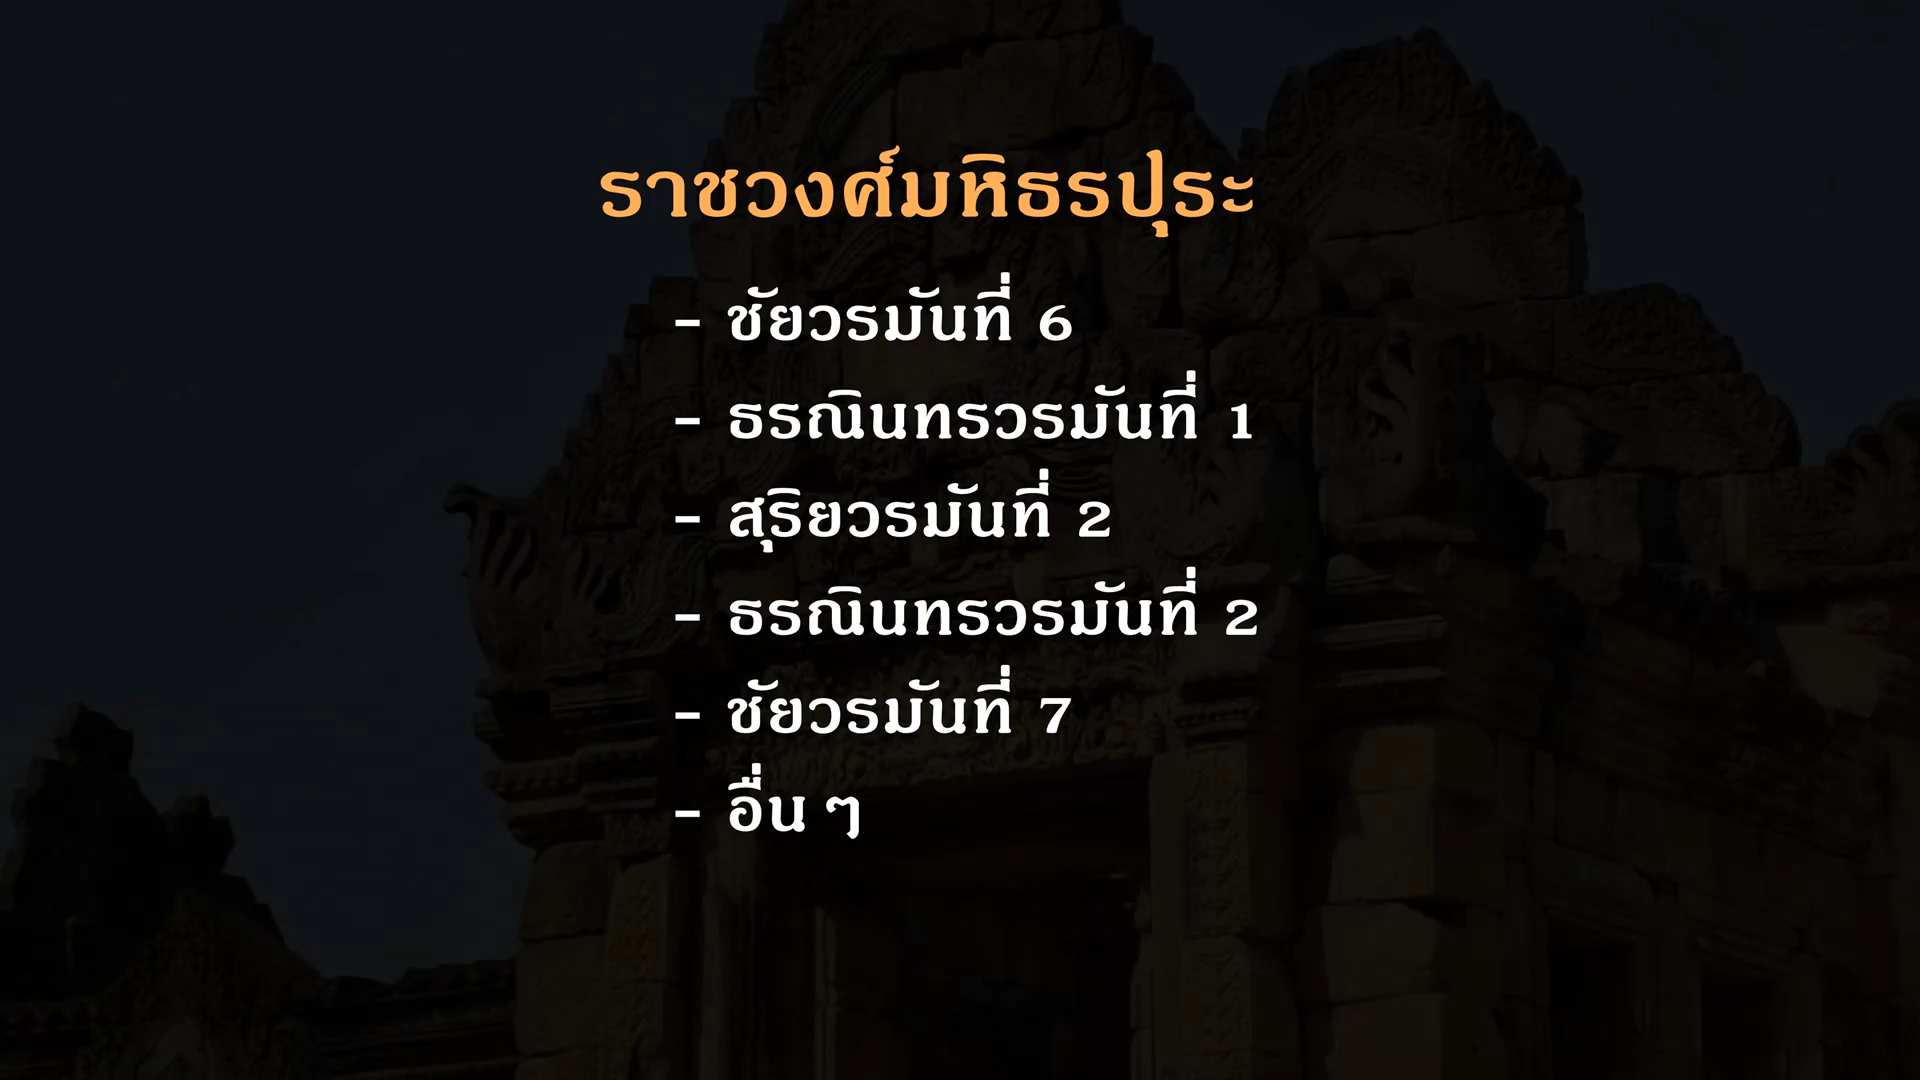 ราชวงศ์มหิธรปุระ
- ชัยวรมันที่ 6
- ธรณินทรวรมันที่ 1
- สุริยวรมันที่ 2
- ธรณินทรวรมันที่ 2
- ชัยวรมันที่ 7
- อื่น ๆ